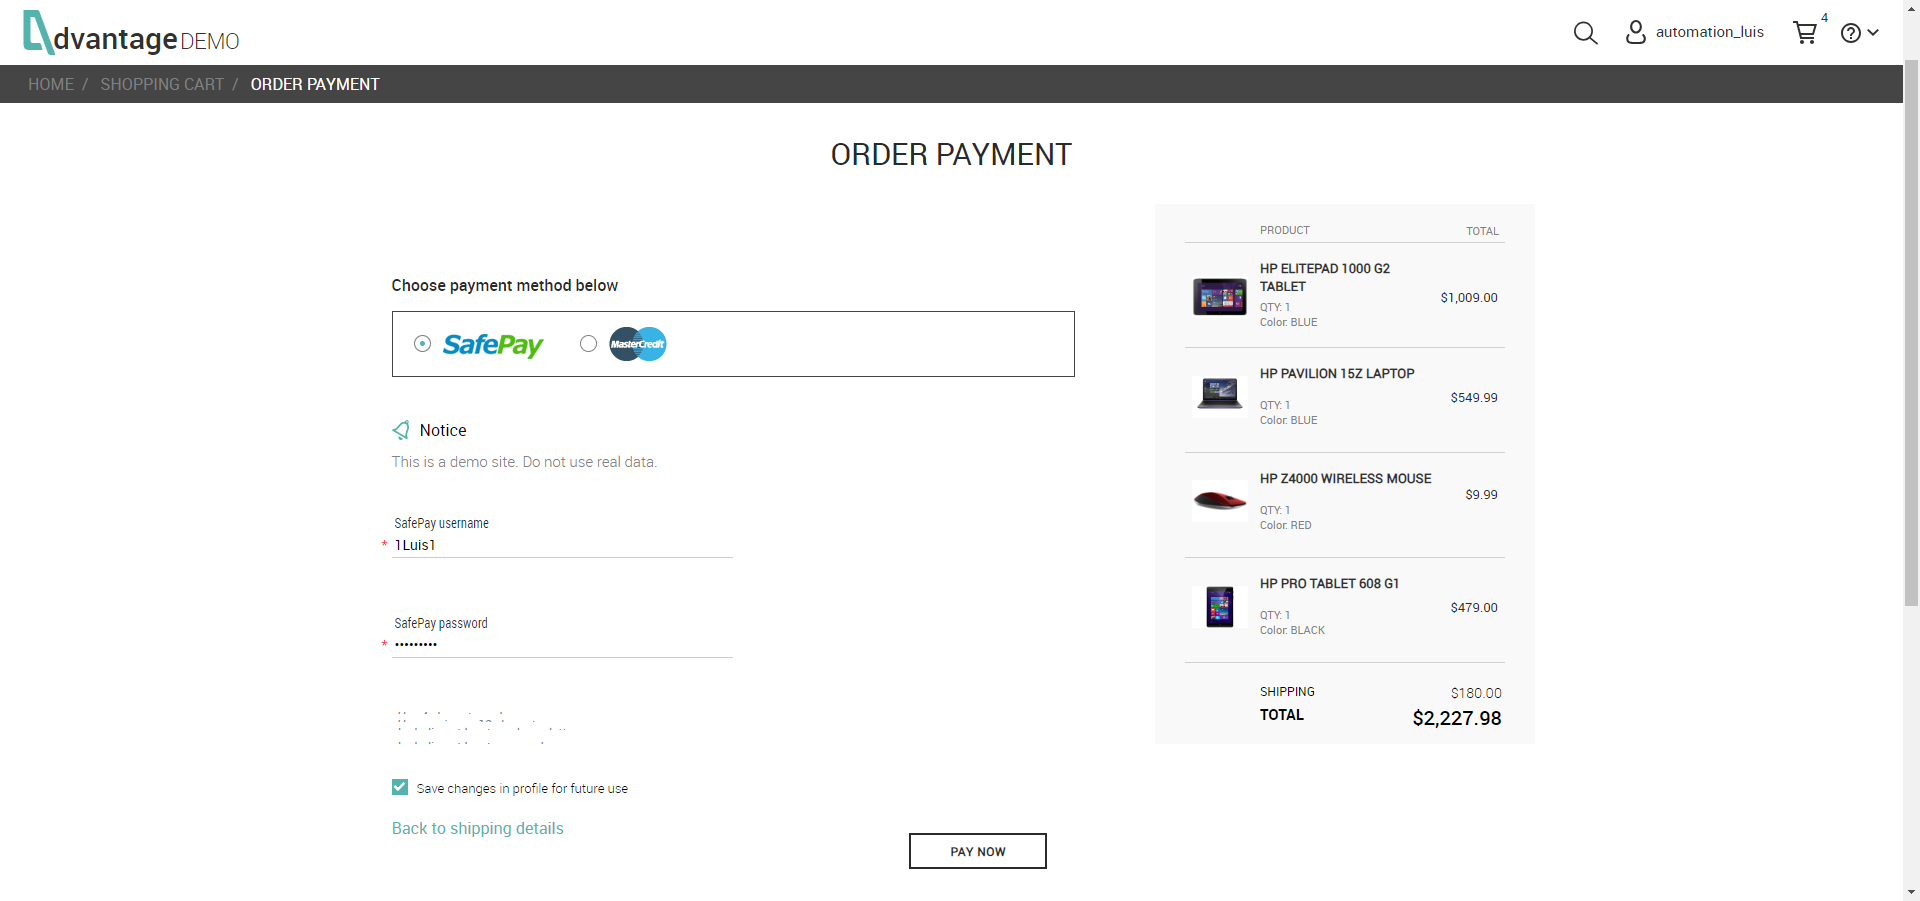 dvantage DEMO
automation_luis
4
HOME / SHOPPING CART / ORDER PAYMENT
ORDER PAYMENT
Choose payment method below
SafePay
MasterCredit
Notice
This is a demo site. Do not use real data.
SafePay username
* 1Luis1
SafePay password
* •••••••••
Save changes in profile for future use
Back to shipping details
PAY NOW
PRODUCT TOTAL
HP ELITEPAD 1000 G2
TABLET
$1,009.00
QTY: 1
Color: BLUE
HP PAVILION 15Z LAPTOP
$549.99
QTY: 1
Color: BLUE
HP Z4000 WIRELESS MOUSE
$9.99
QTY: 1
Color: RED
HP PRO TABLET 608 G1
$479.00
QTY: 1
Color: BLACK
SHIPPING $180.00
TOTAL $2,227.98